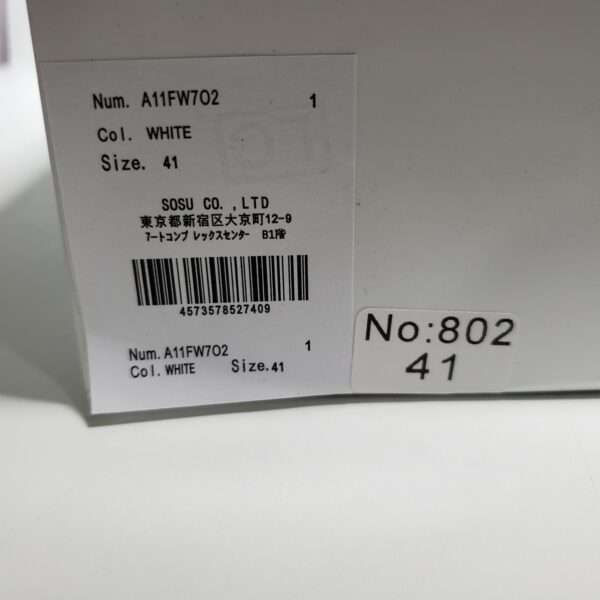 Num. A11FW702 1
Col. WHITE
Size. 41
SOSU CO. ,LTD
東京都新宿区大京町12-9
ｱｰﾄｺﾝﾌﾟ ﾚｯｸｽｾﾝﾀｰ B1階
4573578527409
Num. A11FW702 1
Col. WHITE Size. 41
No:802
41